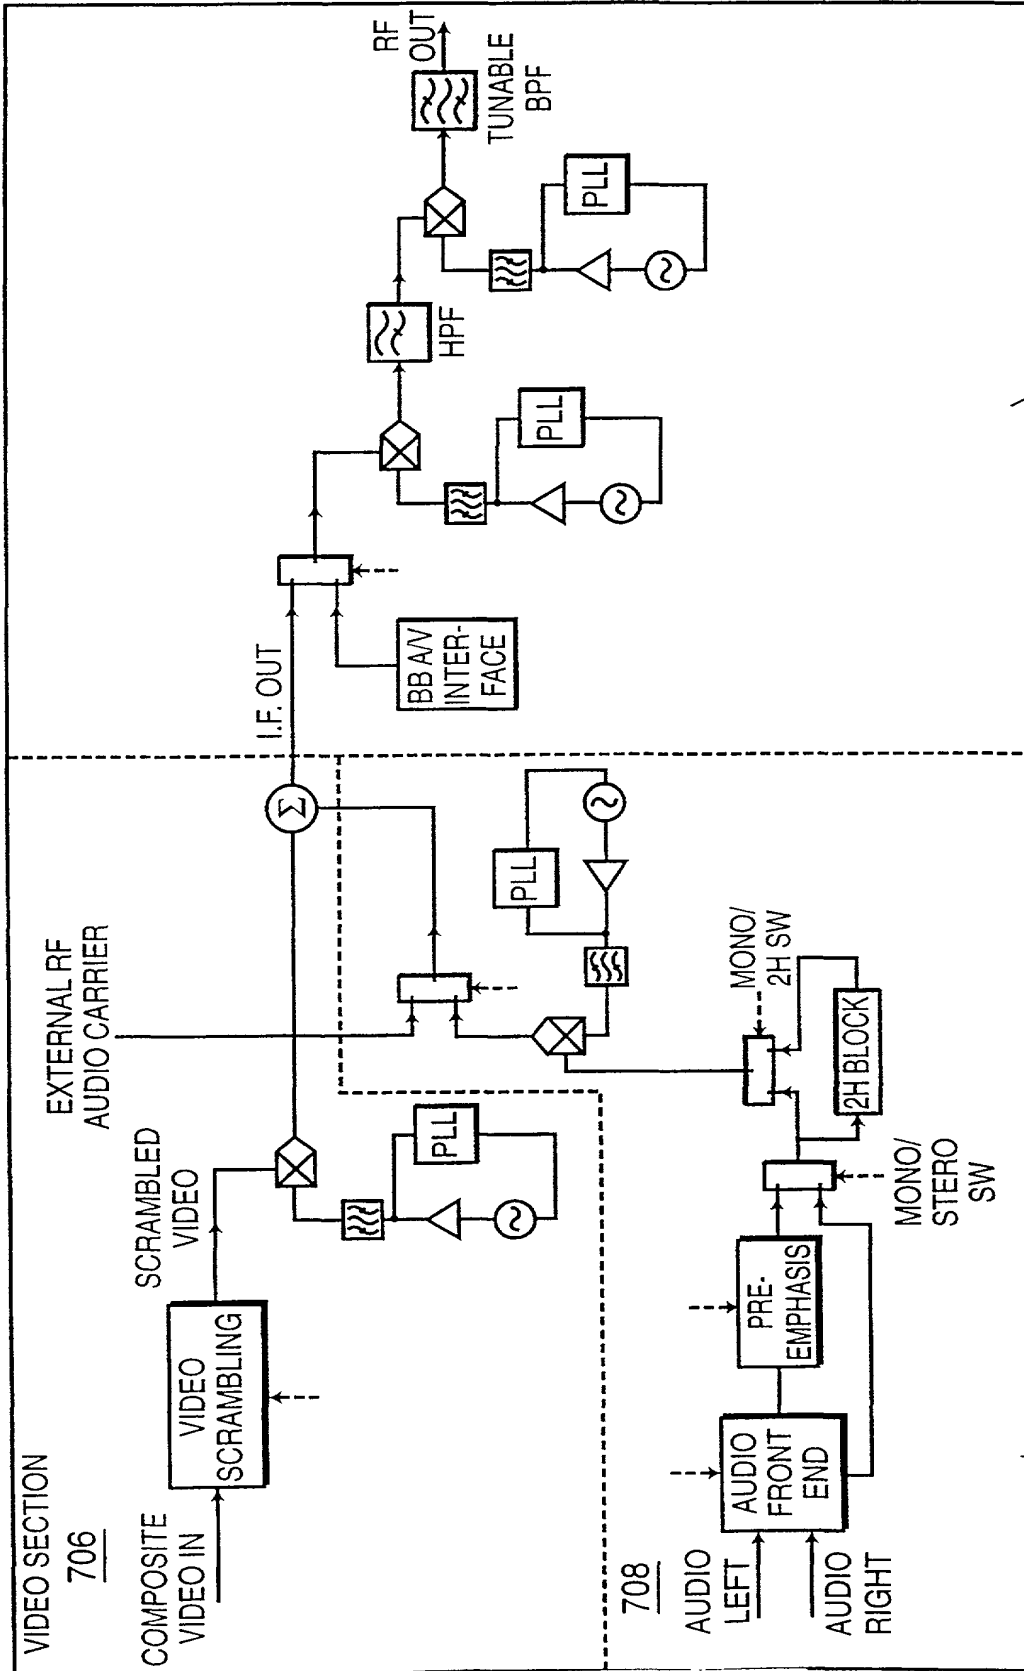 VIDEO SECTION
706
COMPOSITE
VIDEO IN
VIDEO
SCRAMBLING
SCRAMBLED
VIDEO
PLL
EXTERNAL RF
AUDIO CARRIER
Σ
I.F. OUT
BB A/V
INTER-
FACE
PLL
HPF
PLL
TUNABLE
BPF
RF
OUT
708
AUDIO
LEFT
AUDIO
RIGHT
AUDIO
FRONT
END
PRE-
EMPHASIS
MONO/
STERO
SW
2H BLOCK
MONO/
2H SW
PLL